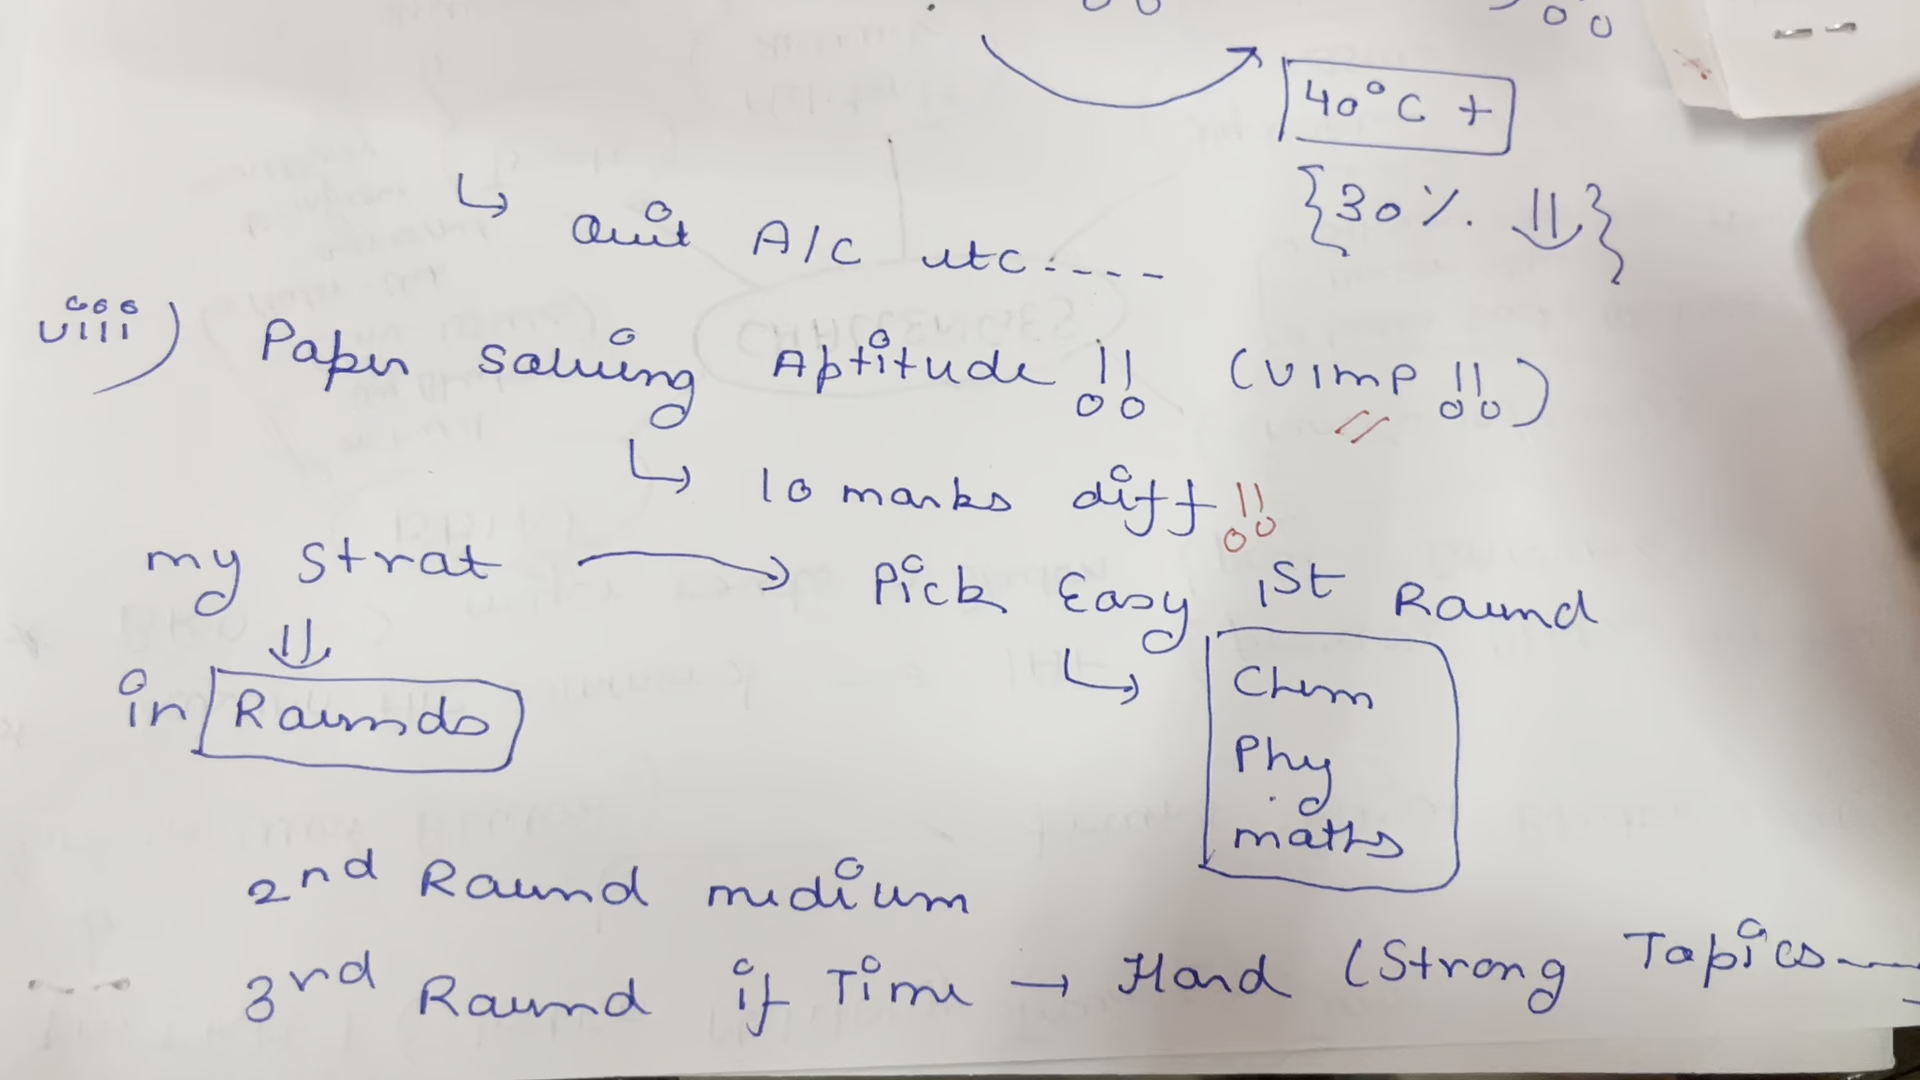 40°C +
{30% ⇓}
↳ Quit A/C etc----
viii) Paper Solving Aptitude !! (V Imp !!)
↳ 10 marks diff !!
my strat → Pick Easy 1st Round
⇓
in Rounds
↳ Chem
Phy
maths
2nd Round medium
3rd Round if Time → Hard (Strong Topics